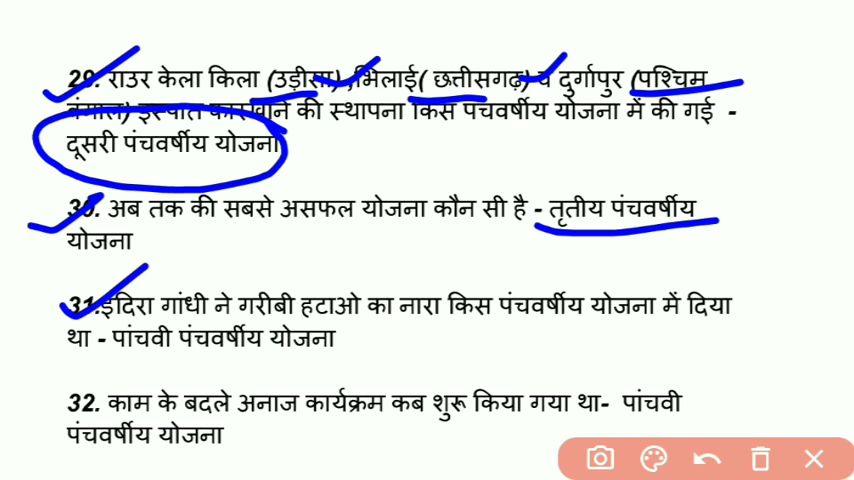 29. राउर केला किला (उड़ीसा) ,भिलाई( छत्तीसगढ़) व दुर्गापुर (पश्चिम
बंगाल) इस्पात कारखाने की स्थापना किस पंचवर्षीय योजना में की गई -
दूसरी पंचवर्षीय योजना
30. अब तक की सबसे असफल योजना कौन सी है - तृतीय पंचवर्षीय
योजना
31.इंदिरा गांधी ने गरीबी हटाओ का नारा किस पंचवर्षीय योजना में दिया
था - पांचवी पंचवर्षीय योजना
32. काम के बदले अनाज कार्यक्रम कब शुरू किया गया था- पांचवी
पंचवर्षीय योजना